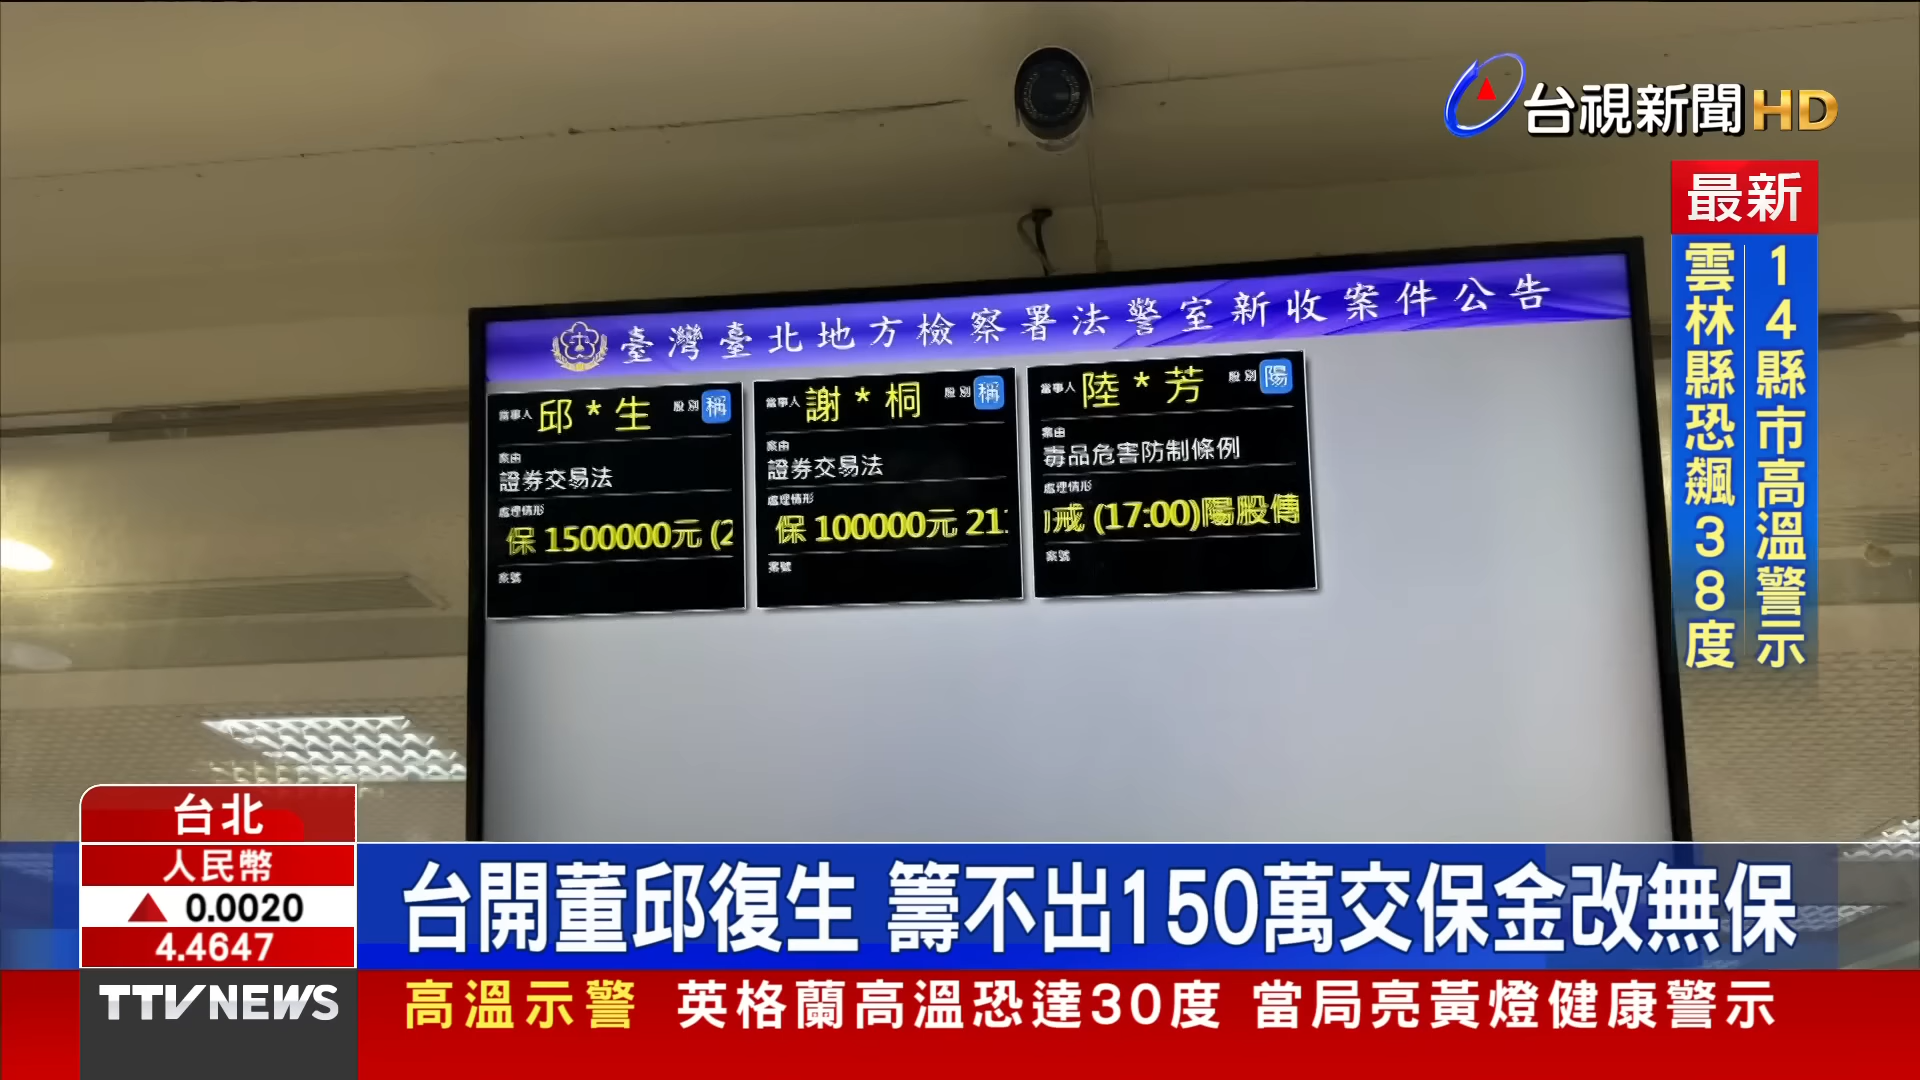 台視新聞HD
最新
14縣市高溫警示
雲林縣恐飆38度
臺灣臺北地方檢察署法警室新收案件公告
當事人 邱*生 股別 稱
案由
證券交易法
處理情形
保 1500000元 (2
案號
當事人 謝*桐 股別 稱
案由
證券交易法
處理情形
保 100000元 21:
案號
當事人 陸*芳 股別 陽
案由
毒品危害防制條例
處理情形
戒 (17:00)陽股傳
案號
台北
人民幣
▲ 0.0020
4.4647
台開董邱復生 籌不出150萬交保金改無保
TTV NEWS
高溫示警 英格蘭高溫恐達30度 當局亮黃燈健康警示